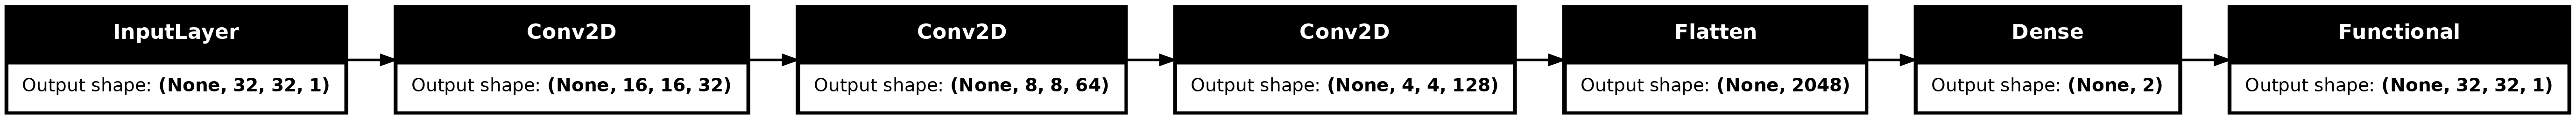 InputLayer
Output shape: (None, 32, 32, 1)
Conv2D
Output shape: (None, 16, 16, 32)
Conv2D
Output shape: (None, 8, 8, 64)
Conv2D
Output shape: (None, 4, 4, 128)
Flatten
Output shape: (None, 2048)
Dense
Output shape: (None, 2)
Functional
Output shape: (None, 32, 32, 1)